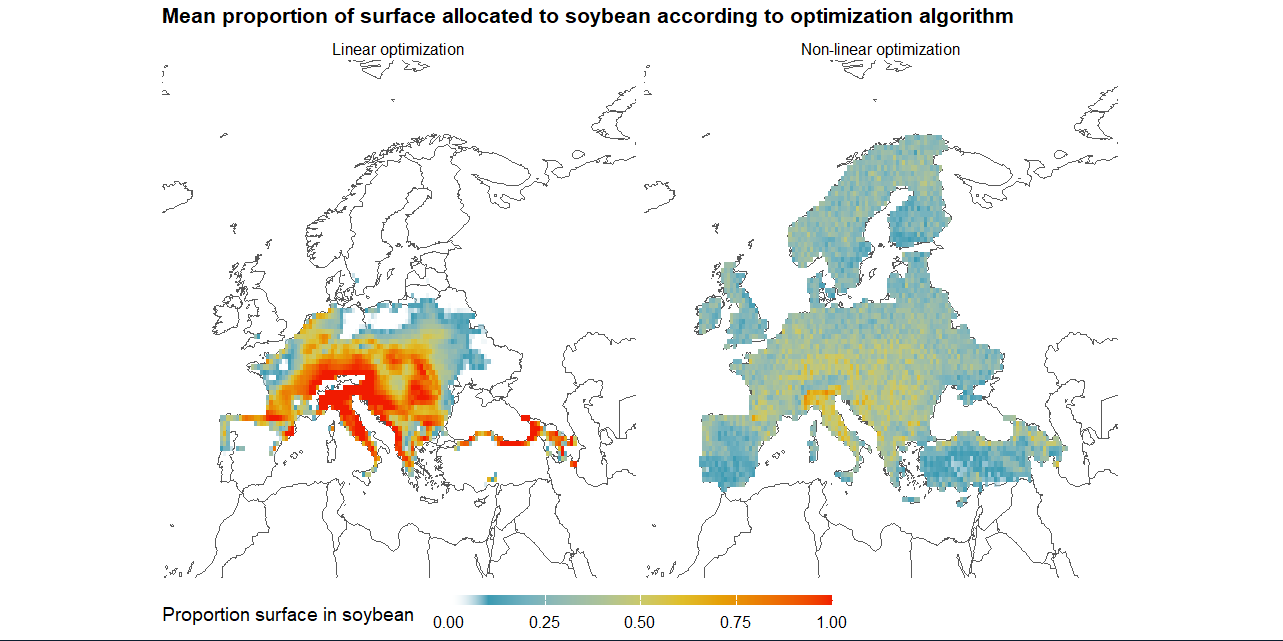 Mean proportion of surface allocated to soybean according to optimization algorithm
Linear optimization
Non-linear optimization
Proportion surface in soybean
0.00 0.25 0.50 0.75 1.00